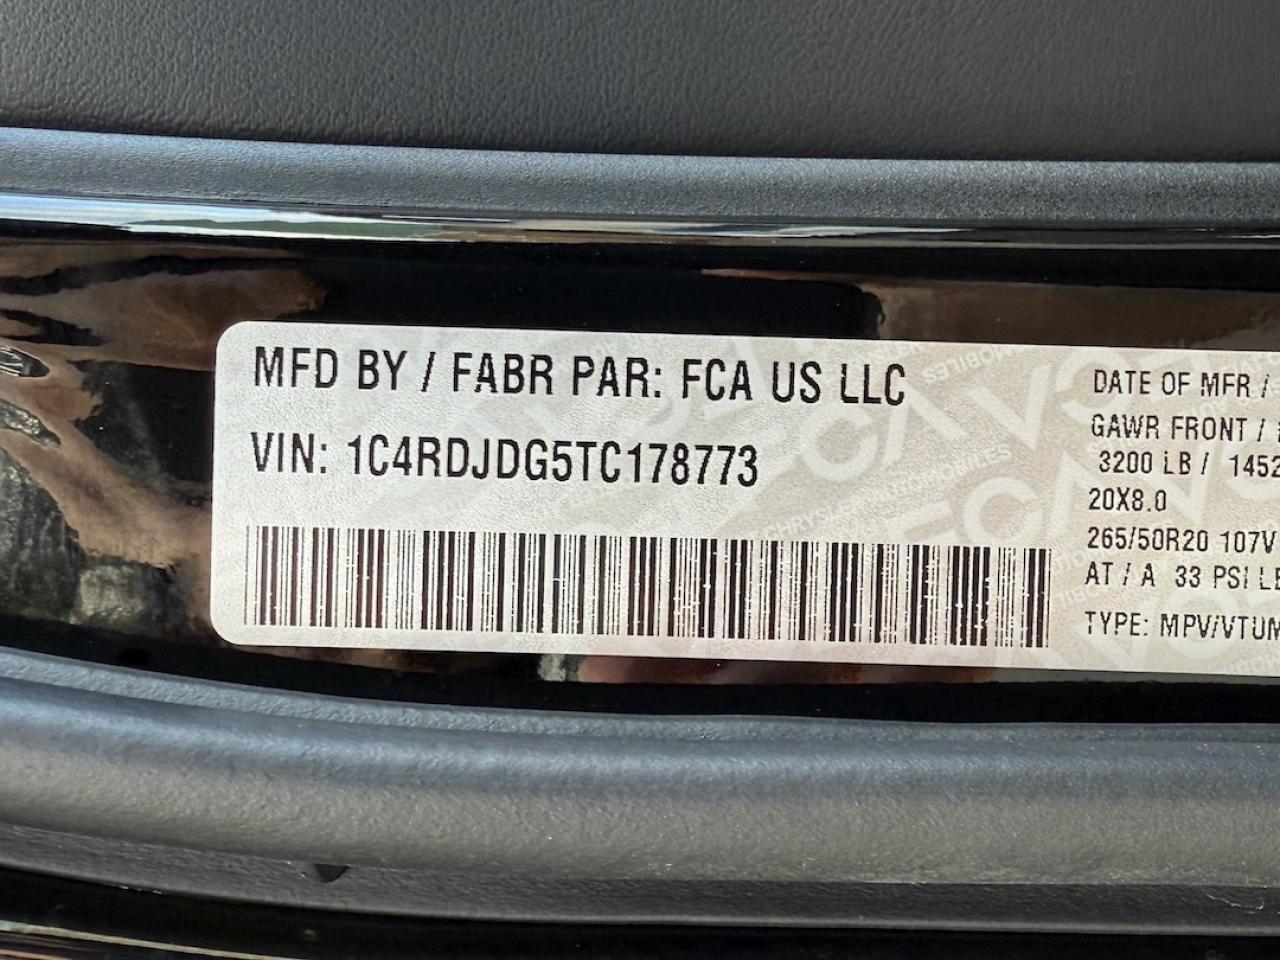 MFD BY / FABR PAR: FCA US LLC
VIN: 1C4RDJDG5TC178773
DATE OF MFR /
GAWR FRONT /
3200 LB / 1452
20X8.0
265/50R20 107V
AT / A 33 PSI
TYPE: MPV/VTUM